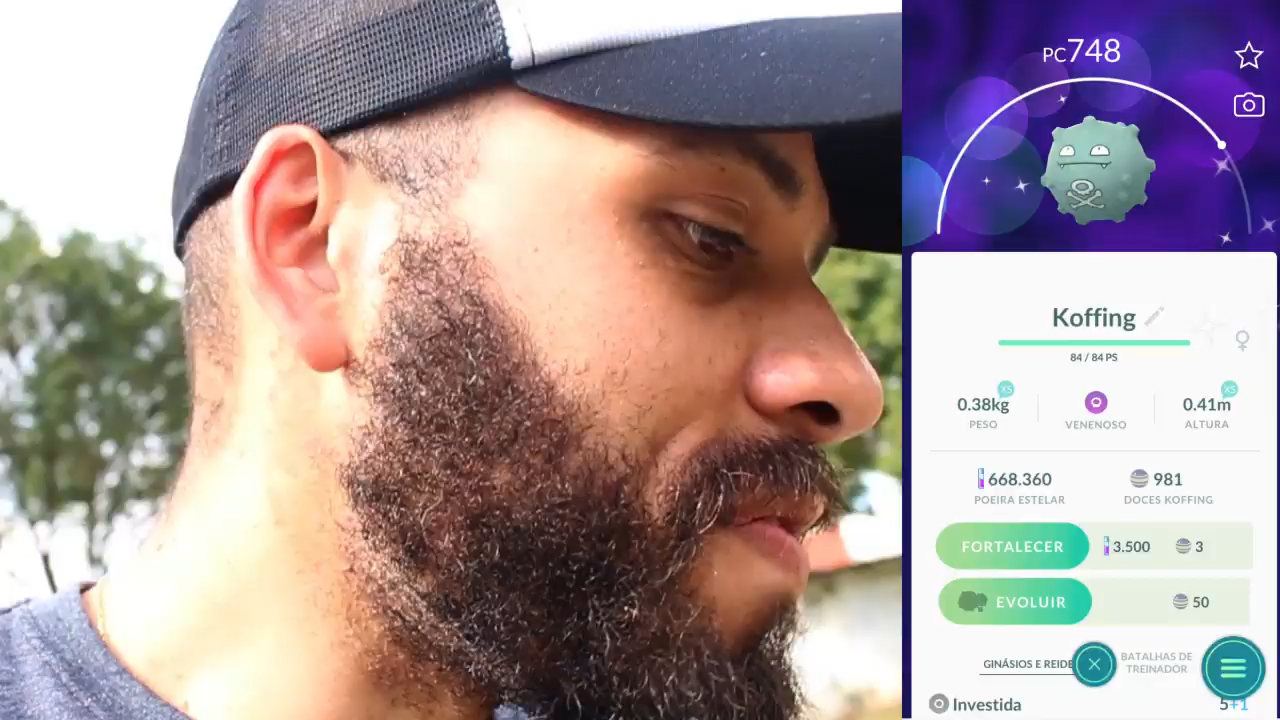 PC748
Koffing
84 / 84 PS
XS
XS
0.38kg
0.41m
PESO
VENENOSO
ALTURA
668.360
981
POEIRA ESTELAR
DOCES KOFFING
FORTALECER
3.500
3
EVOLUIR
50
GINÁSIOS E REIDE
BATALHAS DE
TREINADOR
Investida
5+1